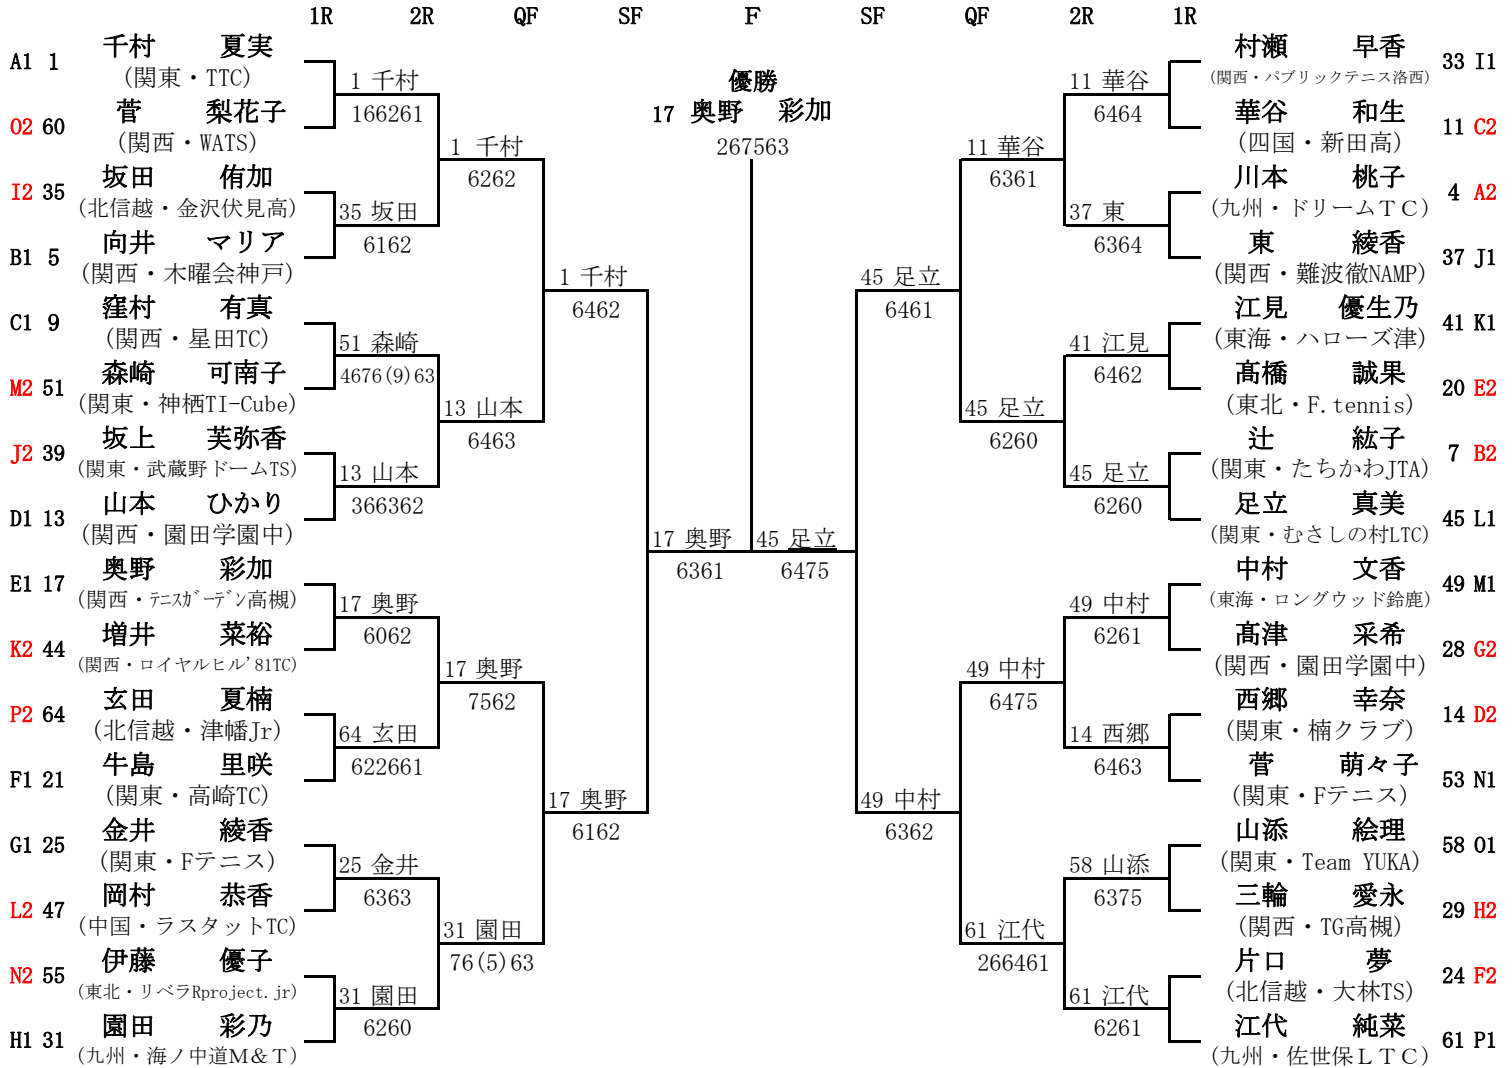 1R 2R QF SF F SF QF 2R 1R
A1 1 千村 夏実
(関東・TTC)
O2 60 菅 梨花子
(関西・WATS)
I2 35 坂田 侑加
(北信越・金沢伏見高)
B1 5 向井 マリア
(関西・木曜会神戸)
C1 9 窪村 有真
(関西・星田TC)
M2 51 森崎 可南子
(関東・神栖TI-Cube)
J2 39 坂上 芙弥香
(関東・武蔵野ドームTS)
D1 13 山本 ひかり
(関西・園田学園中)
E1 17 奥野 彩加
(関西・テニスガーデン高槻)
K2 44 増井 菜裕
(関西・ロイヤルヒル'81TC)
P2 64 玄田 夏楠
(北信越・津幡Jr)
F1 21 牛島 里咲
(関東・高崎TC)
G1 25 金井 綾香
(関東・Fテニス)
L2 47 岡村 恭香
(中国・ラスタットTC)
N2 55 伊藤 優子
(東北・リベラRproject.jr)
H1 31 園田 彩乃
(九州・海ノ中道M&T)
1 千村
166261
35 坂田
6162
51 森崎
4676(9)63
13 山本
366362
17 奥野
6062
64 玄田
622661
25 金井
6363
31 園田
6260
1 千村
6262
13 山本
6463
17 奥野
7562
31 園田
76(5)63
1 千村
6462
17 奥野
6162
17 奥野
6361
優勝
17 奥野 彩加
267563
45 足立
6475
45 足立
6461
49 中村
6362
11 華谷
6361
45 足立
6260
49 中村
6475
61 江代
266461
11 華谷
6464
37 東
6364
41 江見
6462
45 足立
6260
49 中村
6261
14 西郷
6463
58 山添
6375
61 江代
6261
村瀬 早香 33 I1
(関西・パブリックテニス洛西)
華谷 和生 11 C2
(四国・新田高)
川本 桃子 4 A2
(九州・ドリームTC)
東 綾香 37 J1
(関西・難波徹NAMP)
江見 優生乃 41 K1
(東海・ハローズ津)
髙橋 誠果 20 E2
(東北・F.tennis)
辻 紘子 7 B2
(関東・たちかわJTA)
足立 真美 45 L1
(関東・むさしの村LTC)
中村 文香 49 M1
(東海・ロングウッド鈴鹿)
髙津 采希 28 G2
(関西・園田学園中)
西郷 幸奈 14 D2
(関東・楠クラブ)
菅 萌々子 53 N1
(関東・Fテニス)
山添 絵理 58 O1
(関東・Team YUKA)
三輪 愛永 29 H2
(関西・TG高槻)
片口 夢 24 F2
(北信越・大林TS)
江代 純菜 61 P1
(九州・佐世保LTC)